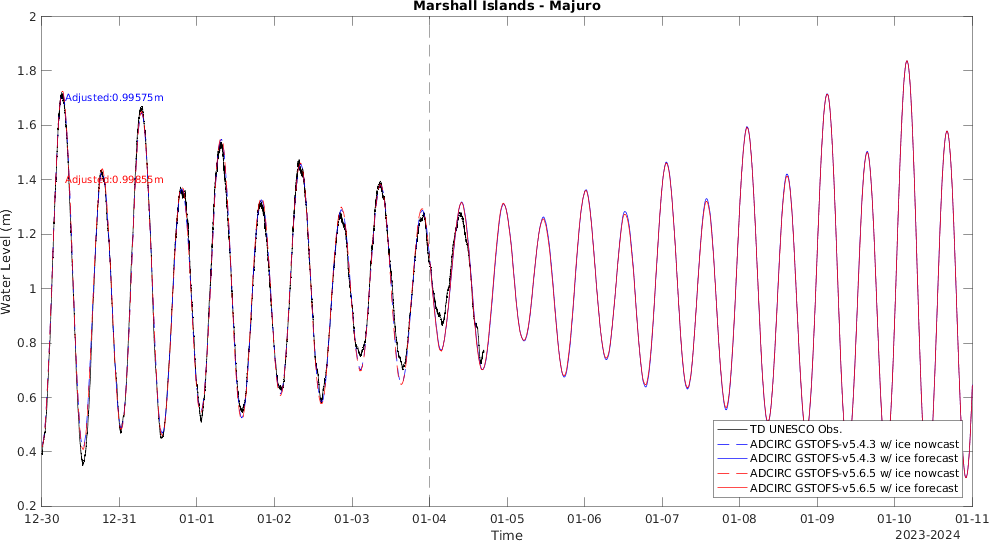 Marshall Islands - Majuro
2
1.8
1.6
1.4
1.2
1
0.8
0.6
0.4
0.2
Water Level (m)
Adjusted:0.99575m
Adjusted:0.99855m
TD UNESCO Obs.
ADCIRC GSTOFS-v5.4.3 w/ ice nowcast
ADCIRC GSTOFS-v5.4.3 w/ ice forecast
ADCIRC GSTOFS-v5.6.5 w/ ice nowcast
ADCIRC GSTOFS-v5.6.5 w/ ice forecast
12-30 12-31 01-01 01-02 01-03 01-04 01-05 01-06 01-07 01-08 01-09 01-10 01-11
Time
2023-2024